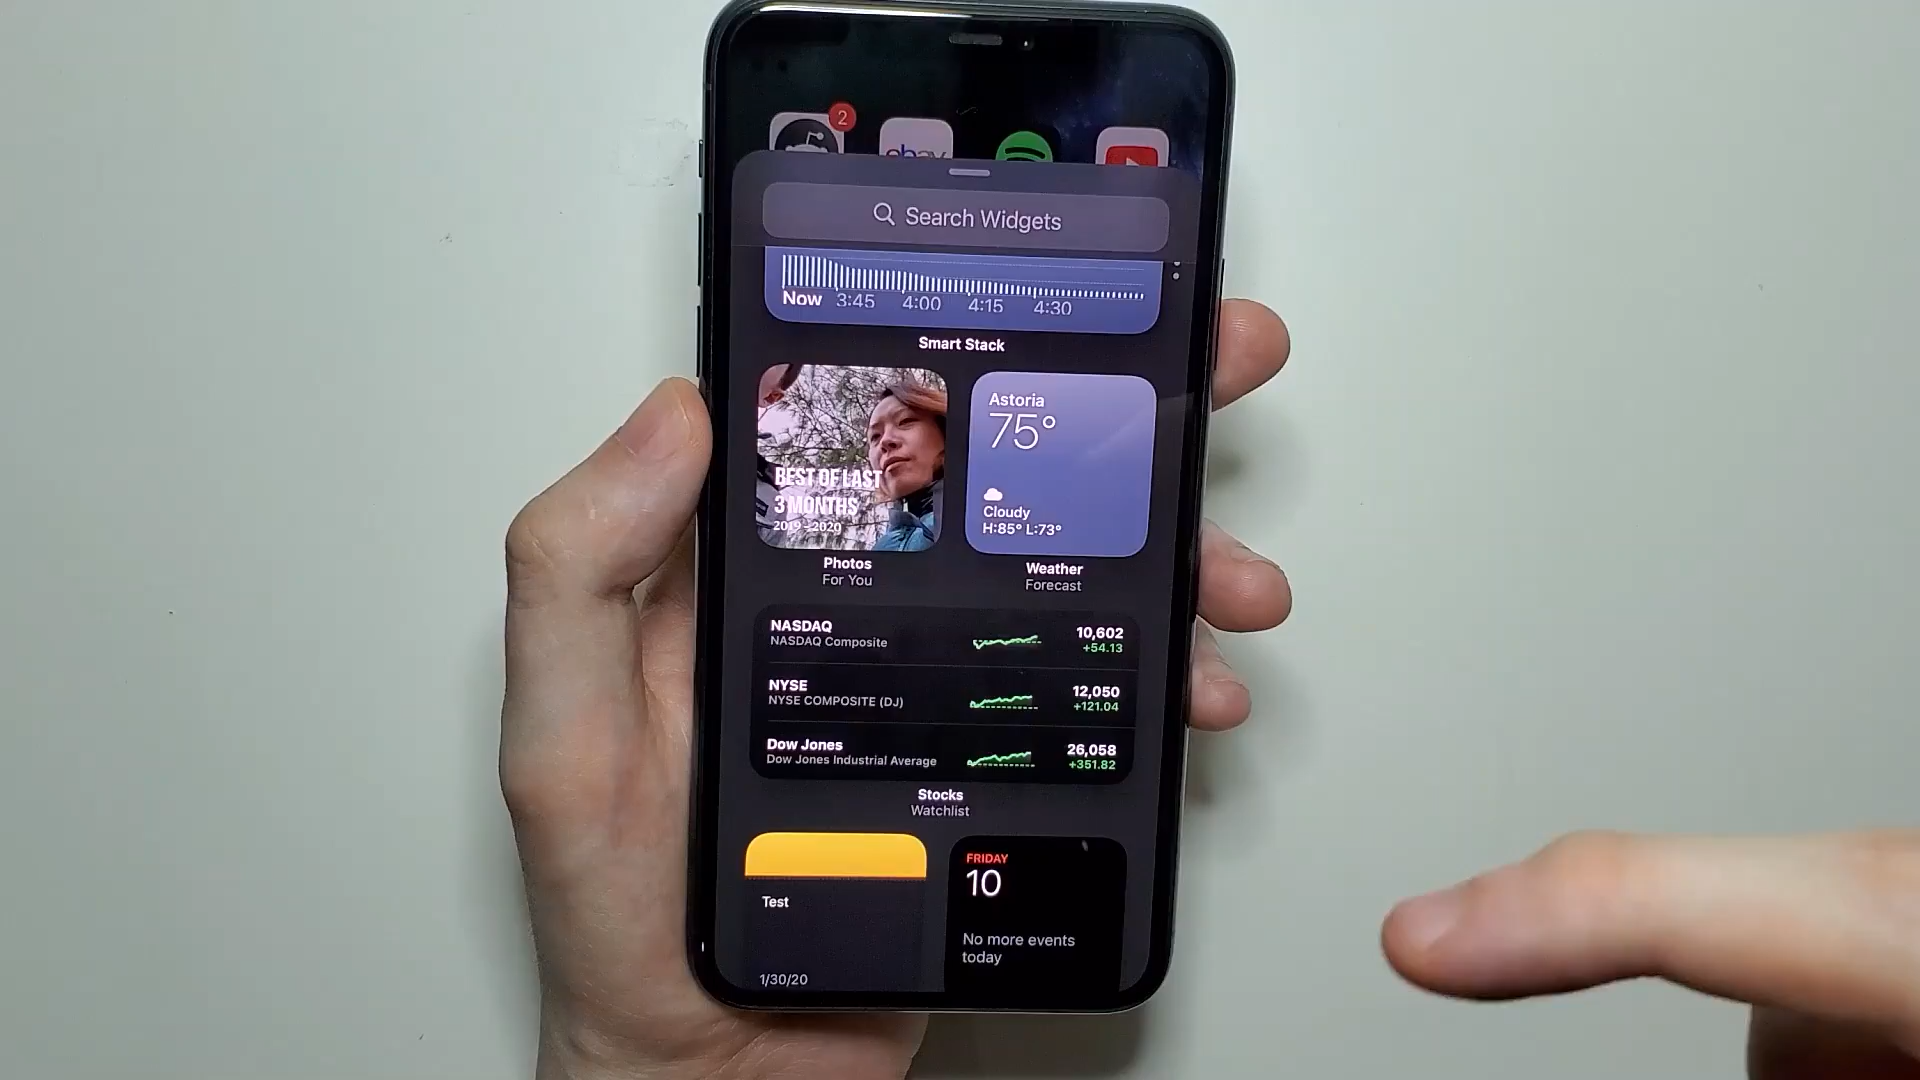 2
ebay
Search Widgets
Now 3:45 4:00 4:15 4:30
Smart Stack
BEST OF LAST
3 MONTHS
2019–2020
Photos
For You
Astoria
75°
Cloudy
H:85° L:73°
Weather
Forecast
NASDAQ
NASDAQ Composite
10,602
+54.13
NYSE
NYSE COMPOSITE (DJ)
12,050
+121.04
Dow Jones
Dow Jones Industrial Average
26,058
+351.82
Stocks
Watchlist
Test
1/30/20
FRIDAY
10
No more events
today